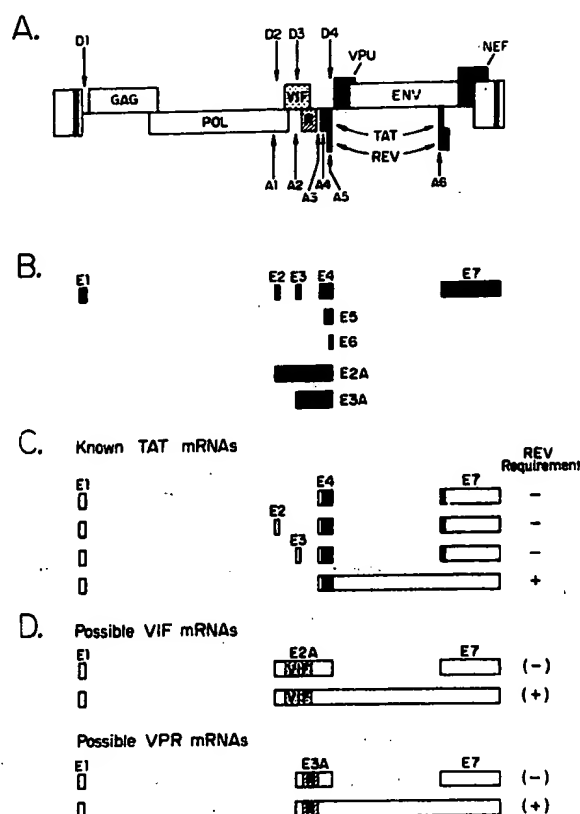 A.
D1 D2 D3 D4
VPU NEF
GAG VIF ENV
POL R TAT
REV
A1 A2 A3 A4 A5 A6
B.
E1 E2 E3 E4 E7
E5
E6
E2A
E3A
C. Known TAT mRNAs
REV
Requirement
E1 E4 E7
-
E2
-
E3
-
+
D. Possible VIF mRNAs
E1 E2A E7
VIF (-)
VIF (+)
Possible VPR mRNAs
E1 E3A E7
R (-)
R (+)